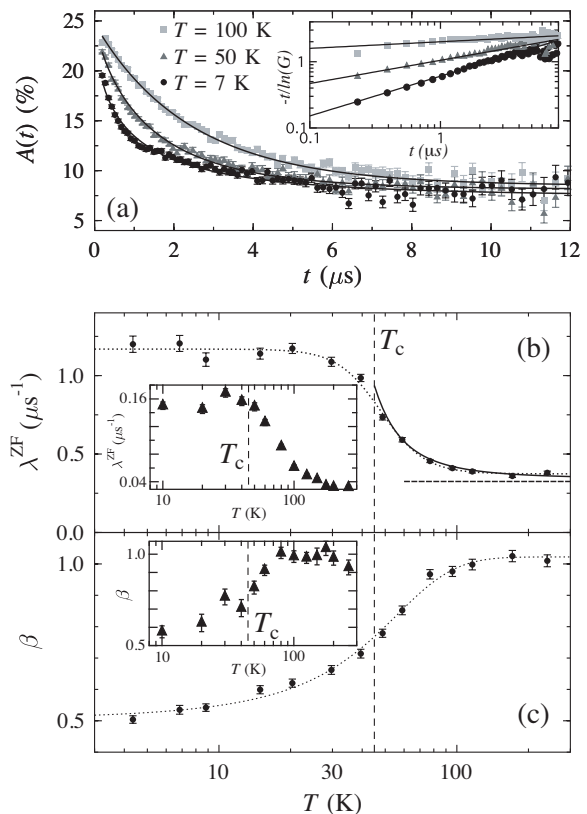 25
20
15
10
5
0
A(t) (%)
T = 100 K
T = 50 K
T = 7 K
1
0.1
-t/ln(G)
0.1
1
t (μs)
(a)
0
2
4
6
8
10
12
t (μs)
T_c
(b)
1.0
0.5
0.0
λ^ZF (μs^-1)
0.16
0.04
λ^ZF (μs^-1)
T_c
10
100
T (K)
(c)
1.0
0.5
β
1.0
0.5
β
T_c
10
100
T (K)
10
100
T (K)